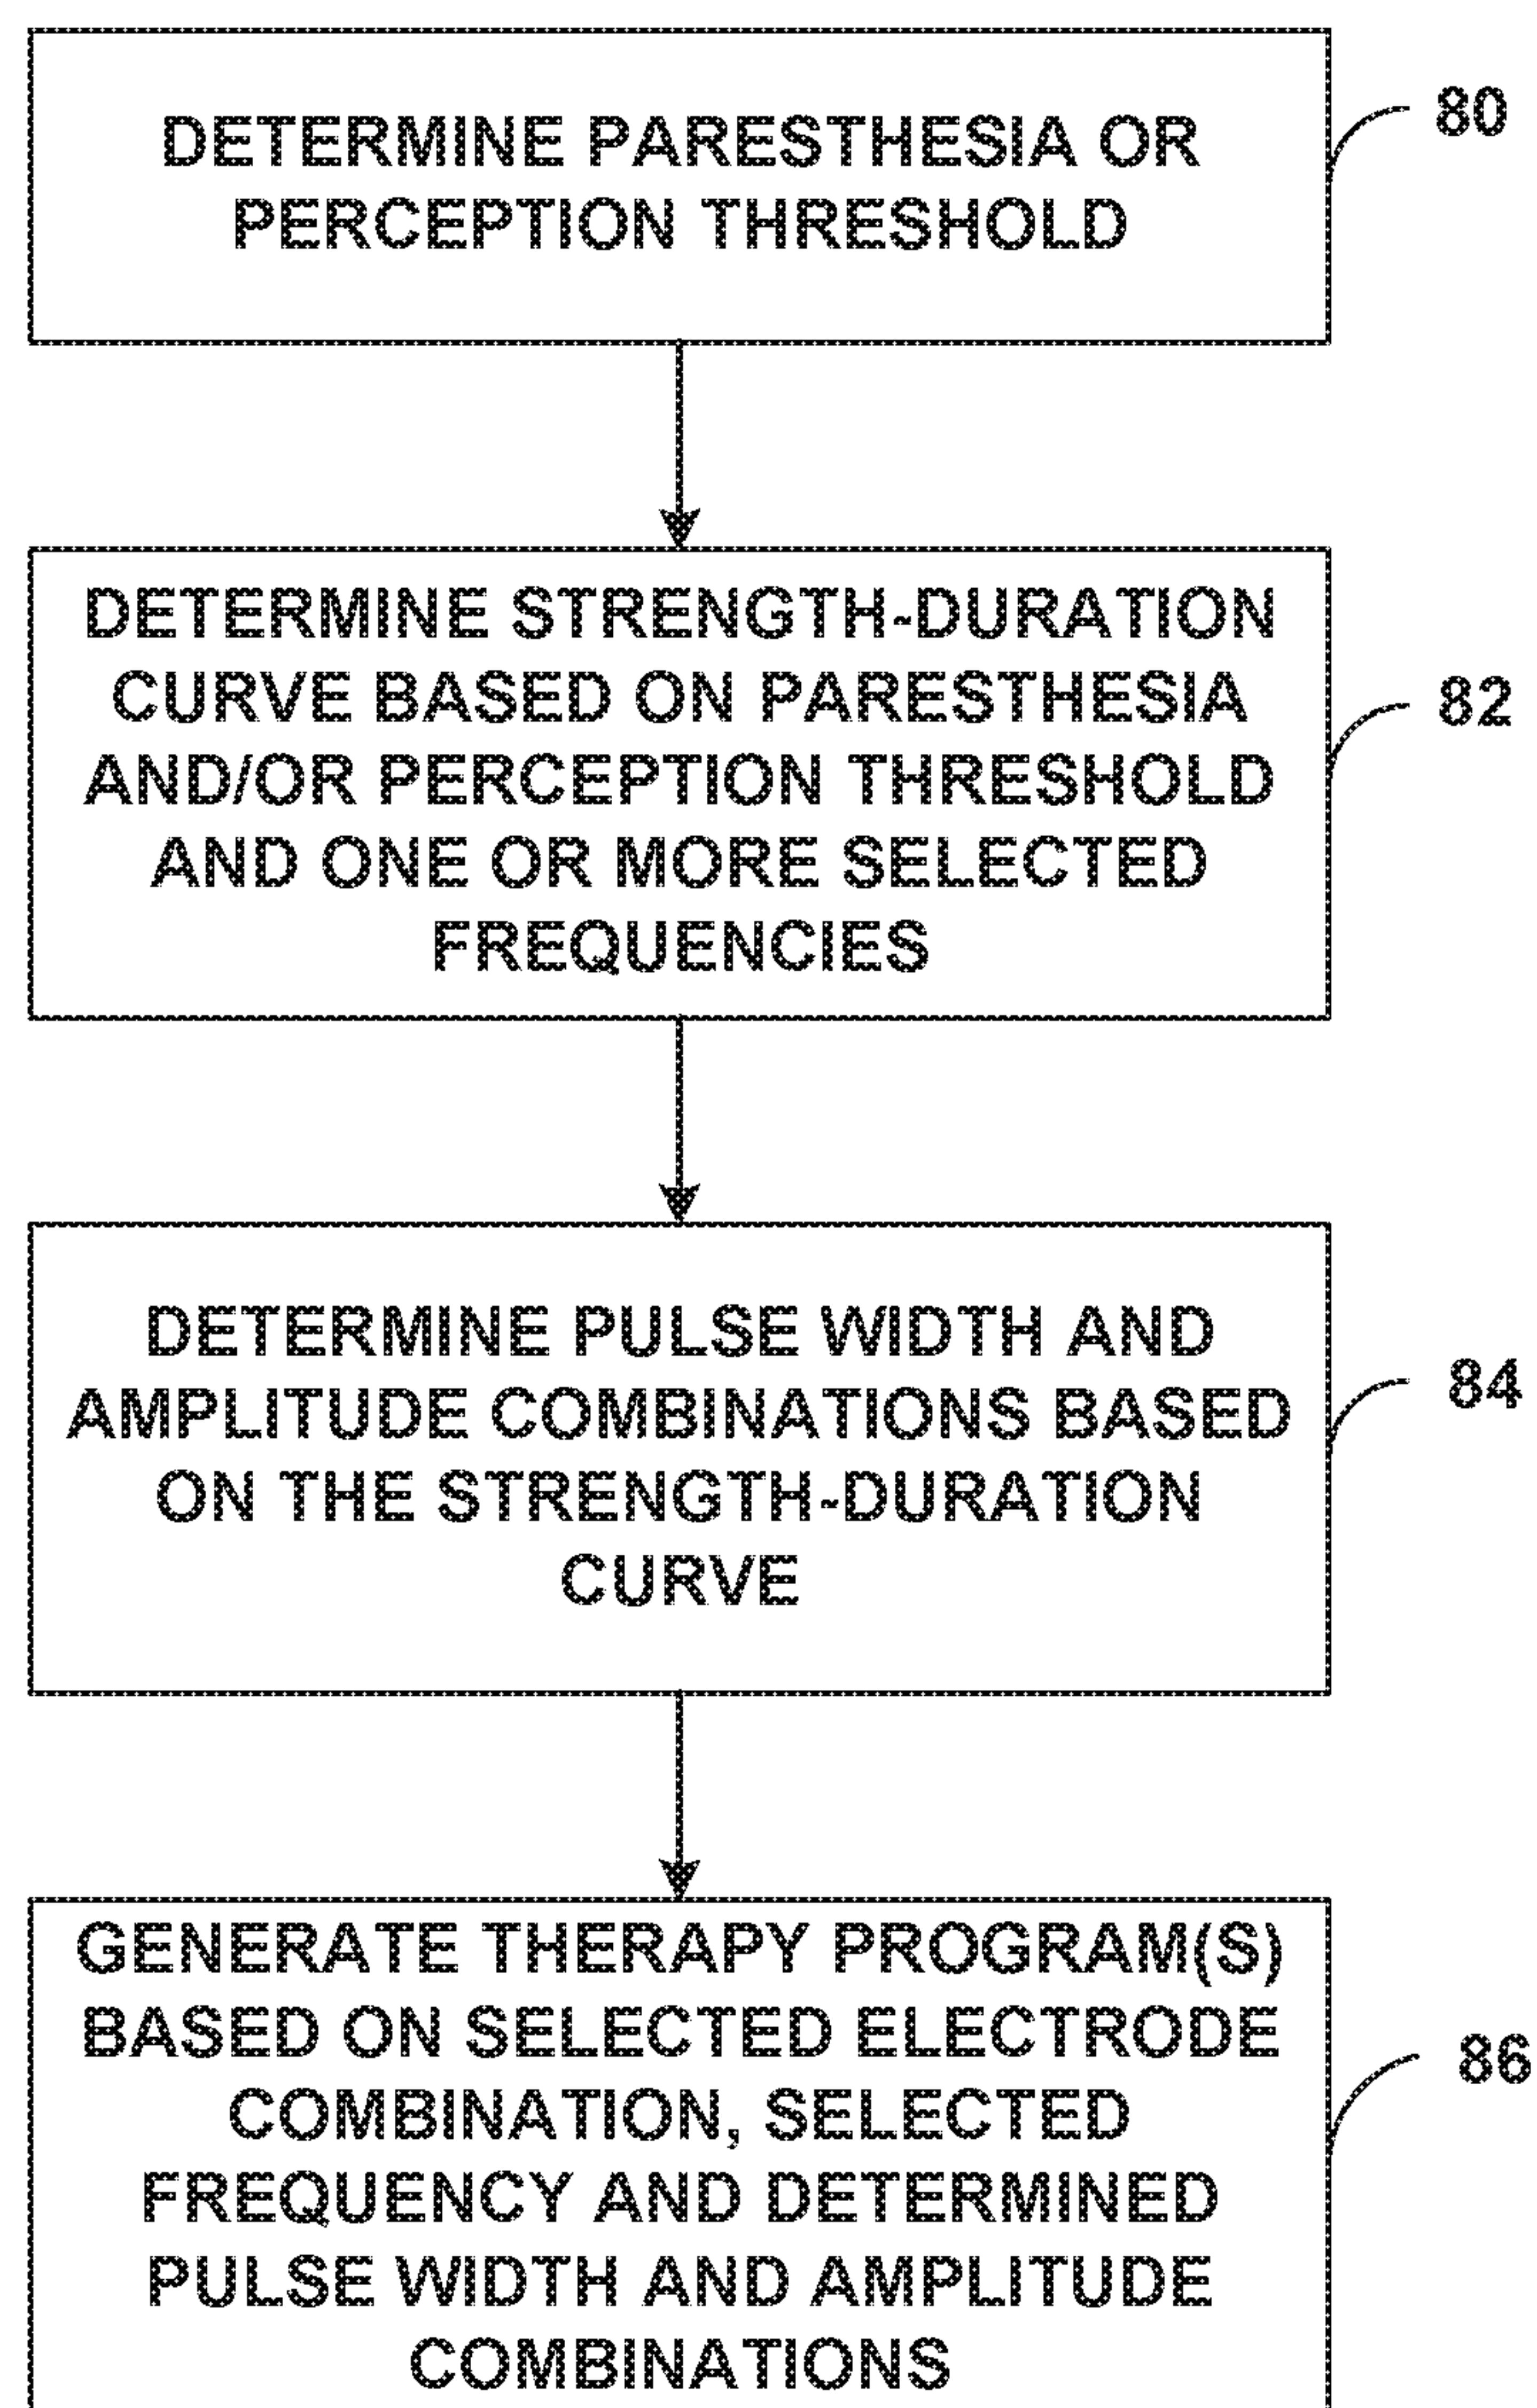 DETERMINE PARESTHESIA OR
PERCEPTION THRESHOLD
80
DETERMINE STRENGTH-DURATION
CURVE BASED ON PARESTHESIA
AND/OR PERCEPTION THRESHOLD
AND ONE OR MORE SELECTED
FREQUENCIES
82
DETERMINE PULSE WIDTH AND
AMPLITUDE COMBINATIONS BASED
ON THE STRENGTH-DURATION
CURVE
84
GENERATE THERAPY PROGRAM(S)
BASED ON SELECTED ELECTRODE
COMBINATION, SELECTED
FREQUENCY AND DETERMINED
PULSE WIDTH AND AMPLITUDE
COMBINATIONS
86